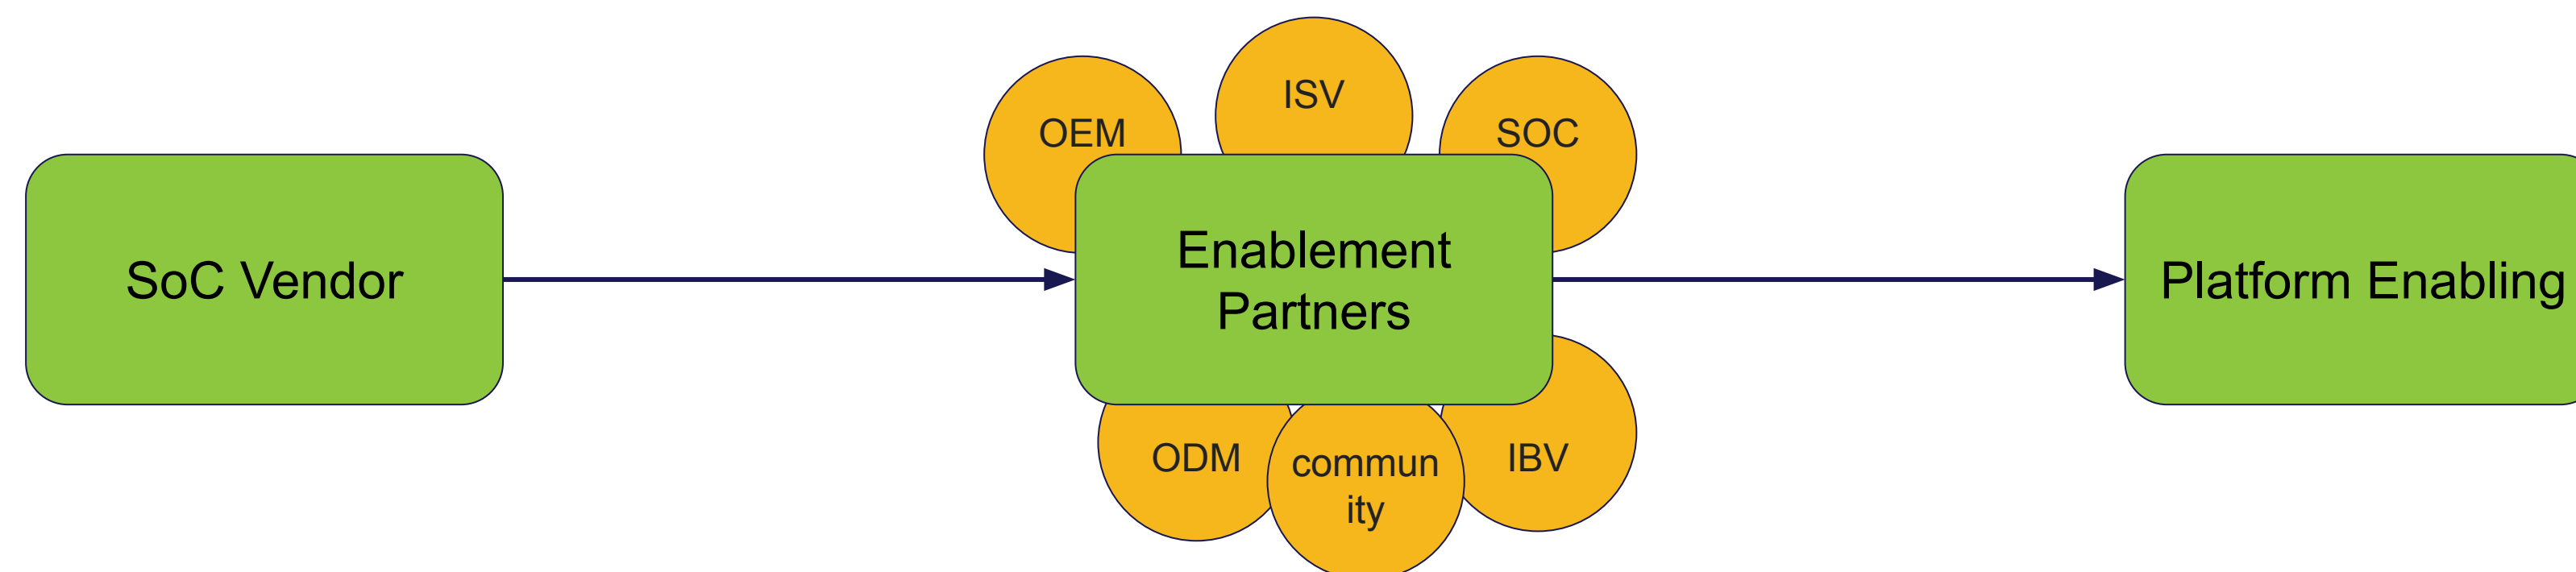 ISV
OEM
SOC
SoC Vendor
Enablement
Partners
Platform Enabling
ODM
commun
ity
IBV